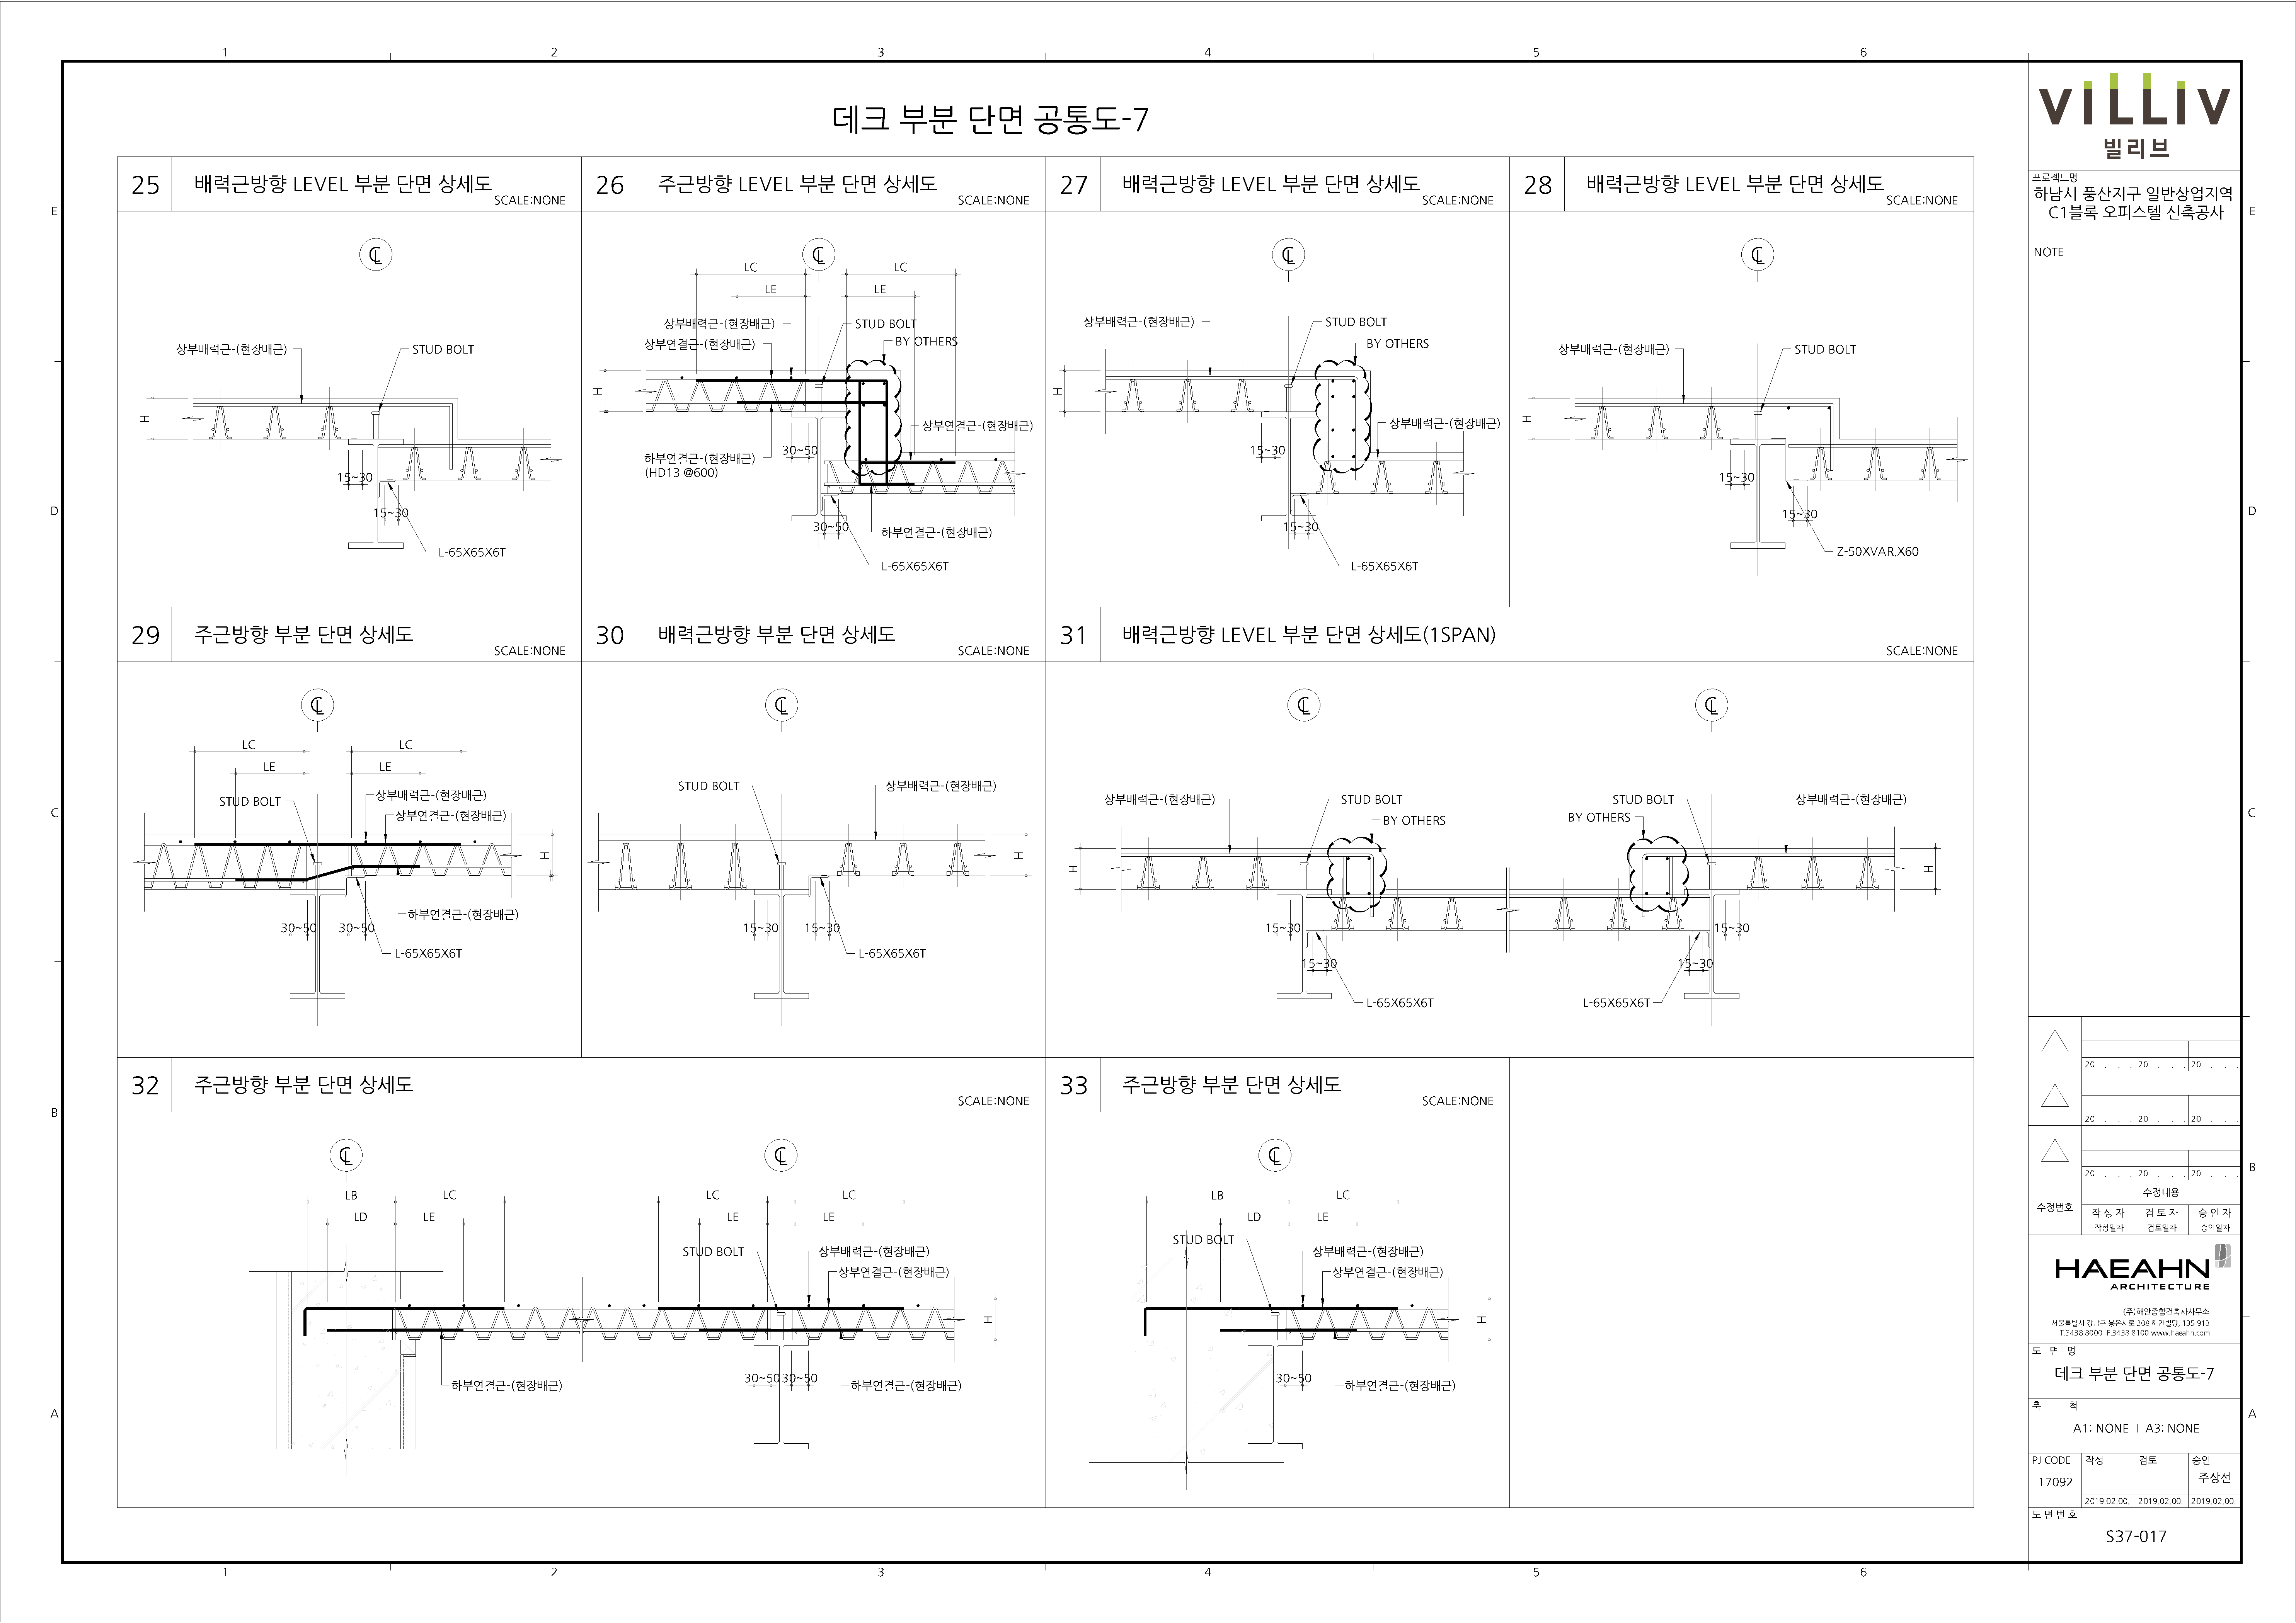 1 2 3 4 5 6
데크 부분 단면 공통도-7
25 배력근방향 LEVEL 부분 단면 상세도 SCALE:NONE
℄
상부배력근-(현장배근)
STUD BOLT
H
15~30
15~30
L-65X65X6T
26 주근방향 LEVEL 부분 단면 상세도 SCALE:NONE
℄
LC LC
LE LE
상부배력근-(현장배근)
STUD BOLT
상부연결근-(현장배근)
BY OTHERS
H
상부연결근-(현장배근)
30~50
하부연결근-(현장배근)
(HD13 @600)
30~50
하부연결근-(현장배근)
L-65X65X6T
27 배력근방향 LEVEL 부분 단면 상세도 SCALE:NONE
℄
상부배력근-(현장배근)
STUD BOLT
BY OTHERS
H
상부배력근-(현장배근)
15~30
15~30
L-65X65X6T
28 배력근방향 LEVEL 부분 단면 상세도 SCALE:NONE
℄
상부배력근-(현장배근)
STUD BOLT
H
15~30
15~30
Z-50XVAR.X60
29 주근방향 부분 단면 상세도 SCALE:NONE
℄
LC LC
LE LE
상부배력근-(현장배근)
STUD BOLT
상부연결근-(현장배근)
H
하부연결근-(현장배근)
30~50 30~50
L-65X65X6T
30 배력근방향 부분 단면 상세도 SCALE:NONE
℄
STUD BOLT
상부배력근-(현장배근)
H
15~30 15~30
L-65X65X6T
31 배력근방향 LEVEL 부분 단면 상세도(1SPAN) SCALE:NONE
℄ ℄
상부배력근-(현장배근) STUD BOLT STUD BOLT 상부배력근-(현장배근)
BY OTHERS BY OTHERS
H H
15~30 15~30
15~30 15~30
L-65X65X6T L-65X65X6T
32 주근방향 부분 단면 상세도 SCALE:NONE
℄ ℄
LB LC LC LC
LD LE LE LE
STUD BOLT 상부배력근-(현장배근)
상부연결근-(현장배근)
H
30~50 30~50
하부연결근-(현장배근) 하부연결근-(현장배근)
33 주근방향 부분 단면 상세도 SCALE:NONE
℄
LB LC
LD LE
STUD BOLT
상부배력근-(현장배근)
상부연결근-(현장배근)
H
30~50
하부연결근-(현장배근)
E
D
C
B
A
1 2 3 4 5 6
VILLIV
빌리브
프로젝트명
하남시 풍산지구 일반상업지역
C1블록 오피스텔 신축공사
NOTE
20 . . . 20 . . . 20 . . .
20 . . . 20 . . . 20 . . .
20 . . . 20 . . . 20 . . .
수정번호 수정내용
작 성 자 검 토 자 승 인 자
작성일자 검토일자 승인일자
HAEAHN
ARCHITECTURE
(주)해안종합건축사사무소
서울특별시 강남구 봉은사로 208 해안빌딩, 135-913
T.3438 8000 F.3438 8100 www.haeahn.com
도 면 명
데크 부분 단면 공통도-7
축 척
A1: NONE I A3: NONE
PJ CODE 작성 검토 승인
17092 주상선
2019.02.00. 2019.02.00. 2019.02.00.
도 면 번 호
S37-017
E
D
C
B
A